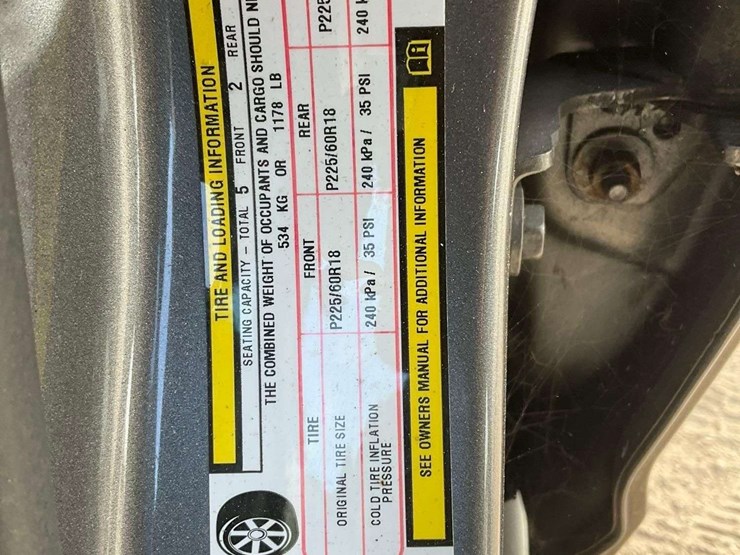 TIRE AND LOADING INFORMATION
SEATING CAPACITY – TOTAL 5 FRONT 2 REAR
THE COMBINED WEIGHT OF OCCUPANTS AND CARGO SHOULD
534 KG OR 1178 LB
TIRE FRONT REAR
ORIGINAL TIRE SIZE P225/60R18 P225/60R18 P225
COLD TIRE INFLATION PRESSURE 240 kPa / 35 PSI 240 kPa / 35 PSI 240
SEE OWNERS MANUAL FOR ADDITIONAL INFORMATION